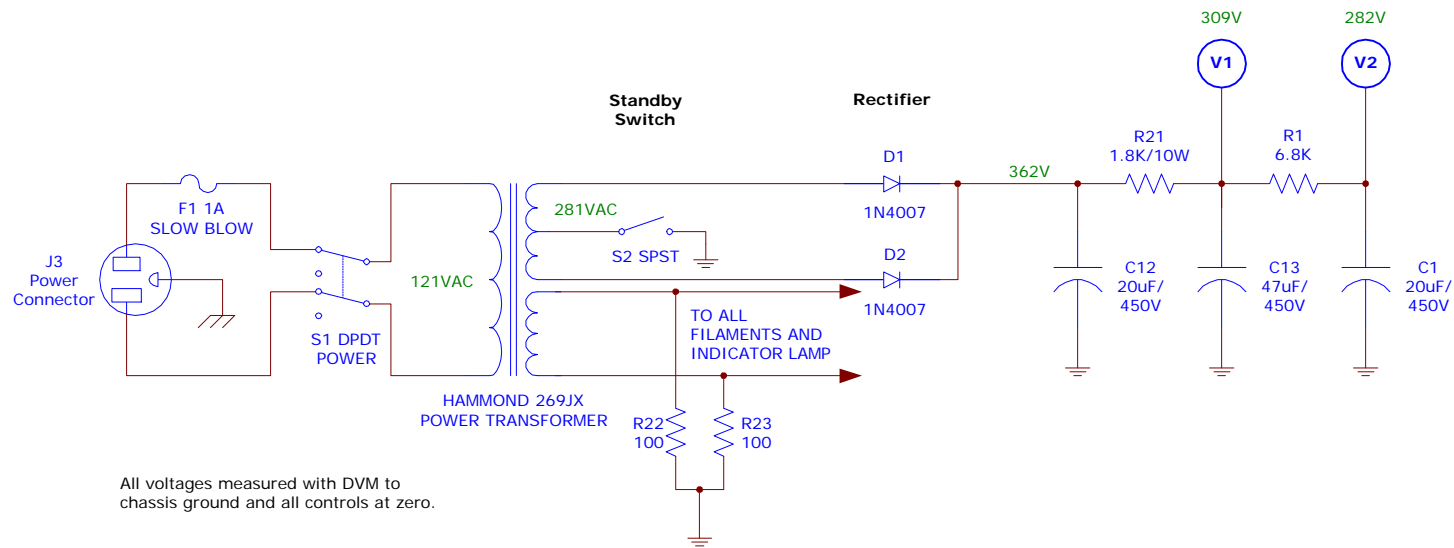 309V
282V
V1
V2
Standby
Switch
Rectifier
R21
1.8K/10W
R1
6.8K
D1
362V
1N4007
F1 1A
SLOW BLOW
281VAC
S2 SPST
D2
J3
Power
Connector
121VAC
1N4007
C12
20uF/
450V
C13
47uF/
450V
C1
20uF/
450V
S1 DPDT
POWER
TO ALL
FILAMENTS AND
INDICATOR LAMP
HAMMOND 269JX
POWER TRANSFORMER
R22
100
R23
100
All voltages measured with DVM to
chassis ground and all controls at zero.